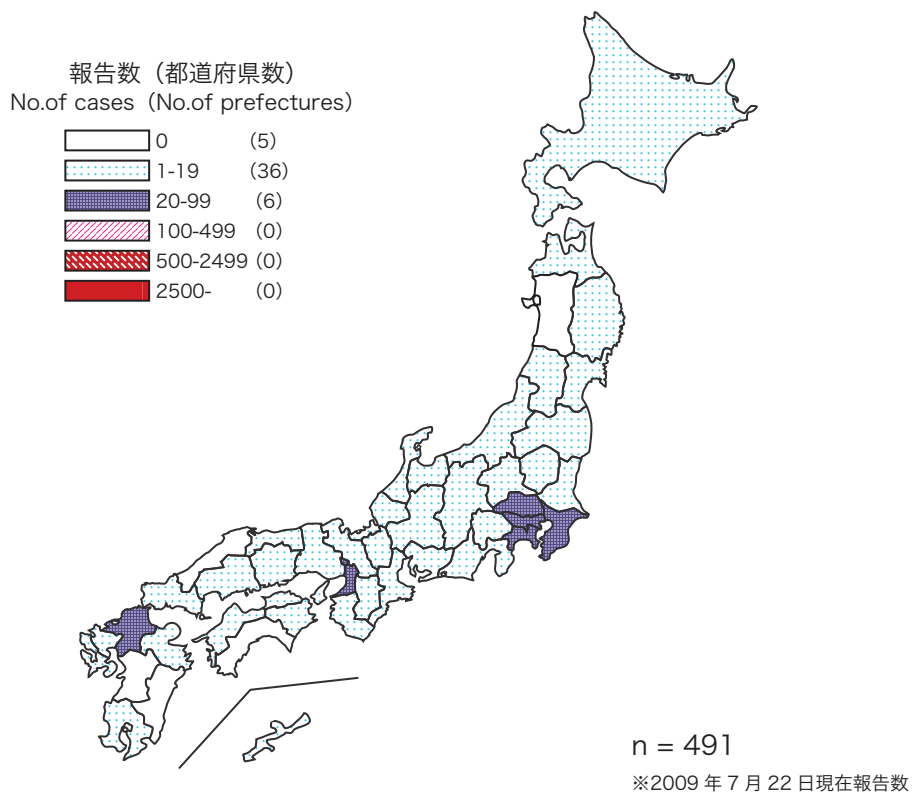 報告数（都道府県数）
No.of cases（No.of prefectures）
0 （5）
1-19 （36）
20-99 （6）
100-499 （0）
500-2499（0）
2500- （0）
n = 491
※2009 年 7 月 22 日現在報告数